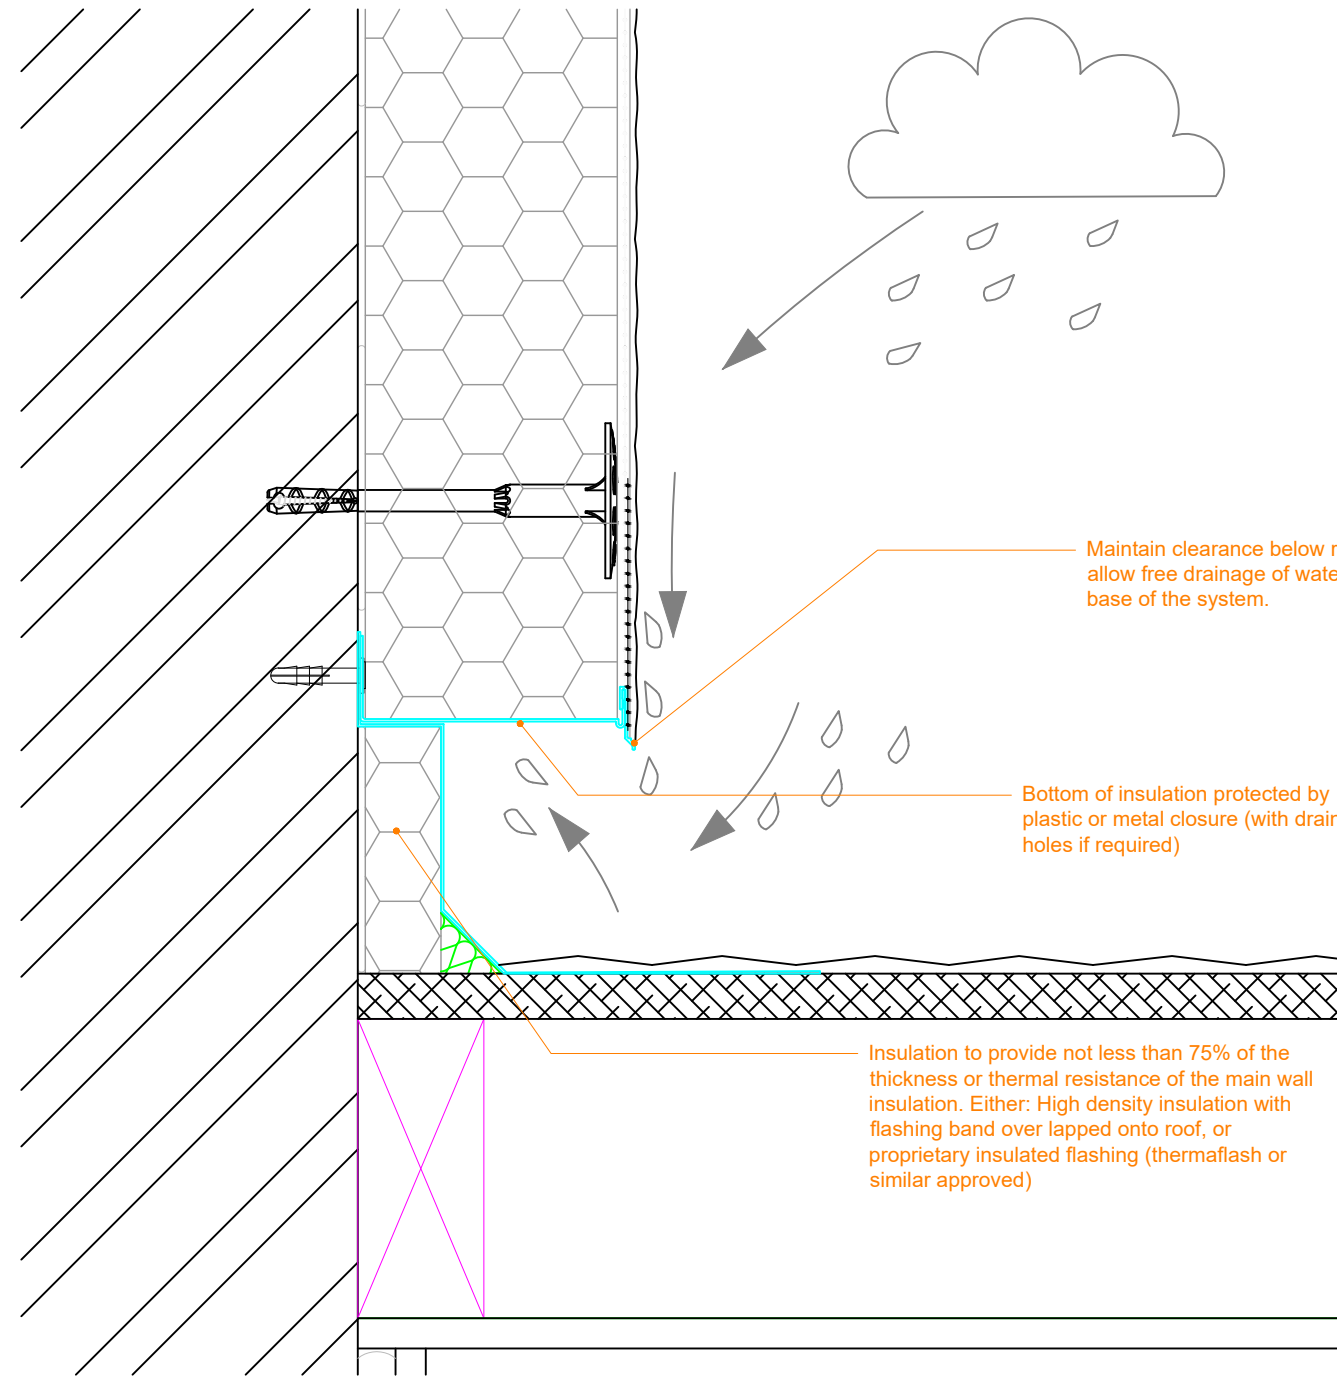 Maintain clearance below
allow free drainage of
base of the system.
Bottom of insulation protected by
plastic or metal closure (with
holes if required)
Insulation to provide not less than 75% of the
thickness or thermal resistance of the main wall
insulation. Either: High density insulation with
flashing band over lapped onto roof, or
proprietary insulated flashing (thermaflash or
similar approved)